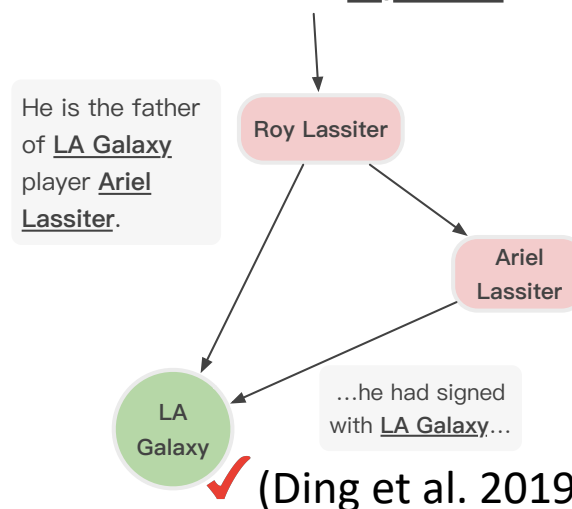 He is the father
of LA Galaxy
player Ariel
Lassiter.
Roy Lassiter
Ariel
Lassiter
…he had signed
with LA Galaxy…
LA
Galaxy
(Ding et al. 2019